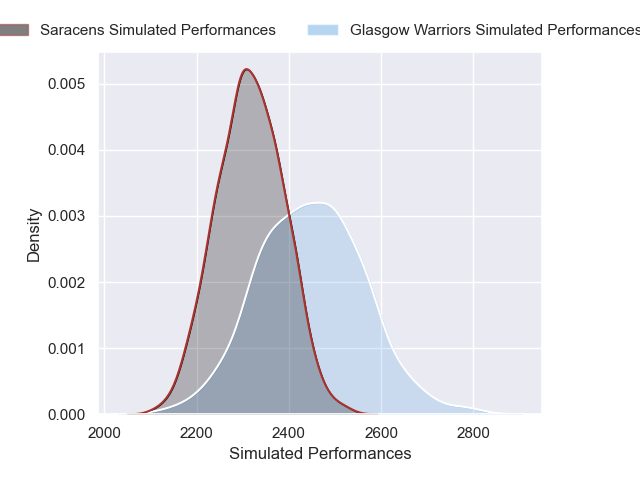 Saracens Simulated Performances
Glasgow Warriors Simulated Performances
0.005
0.004
0.003
0.002
0.001
0.000
Density
2000 2200 2400 2600 2800
Simulated Performances